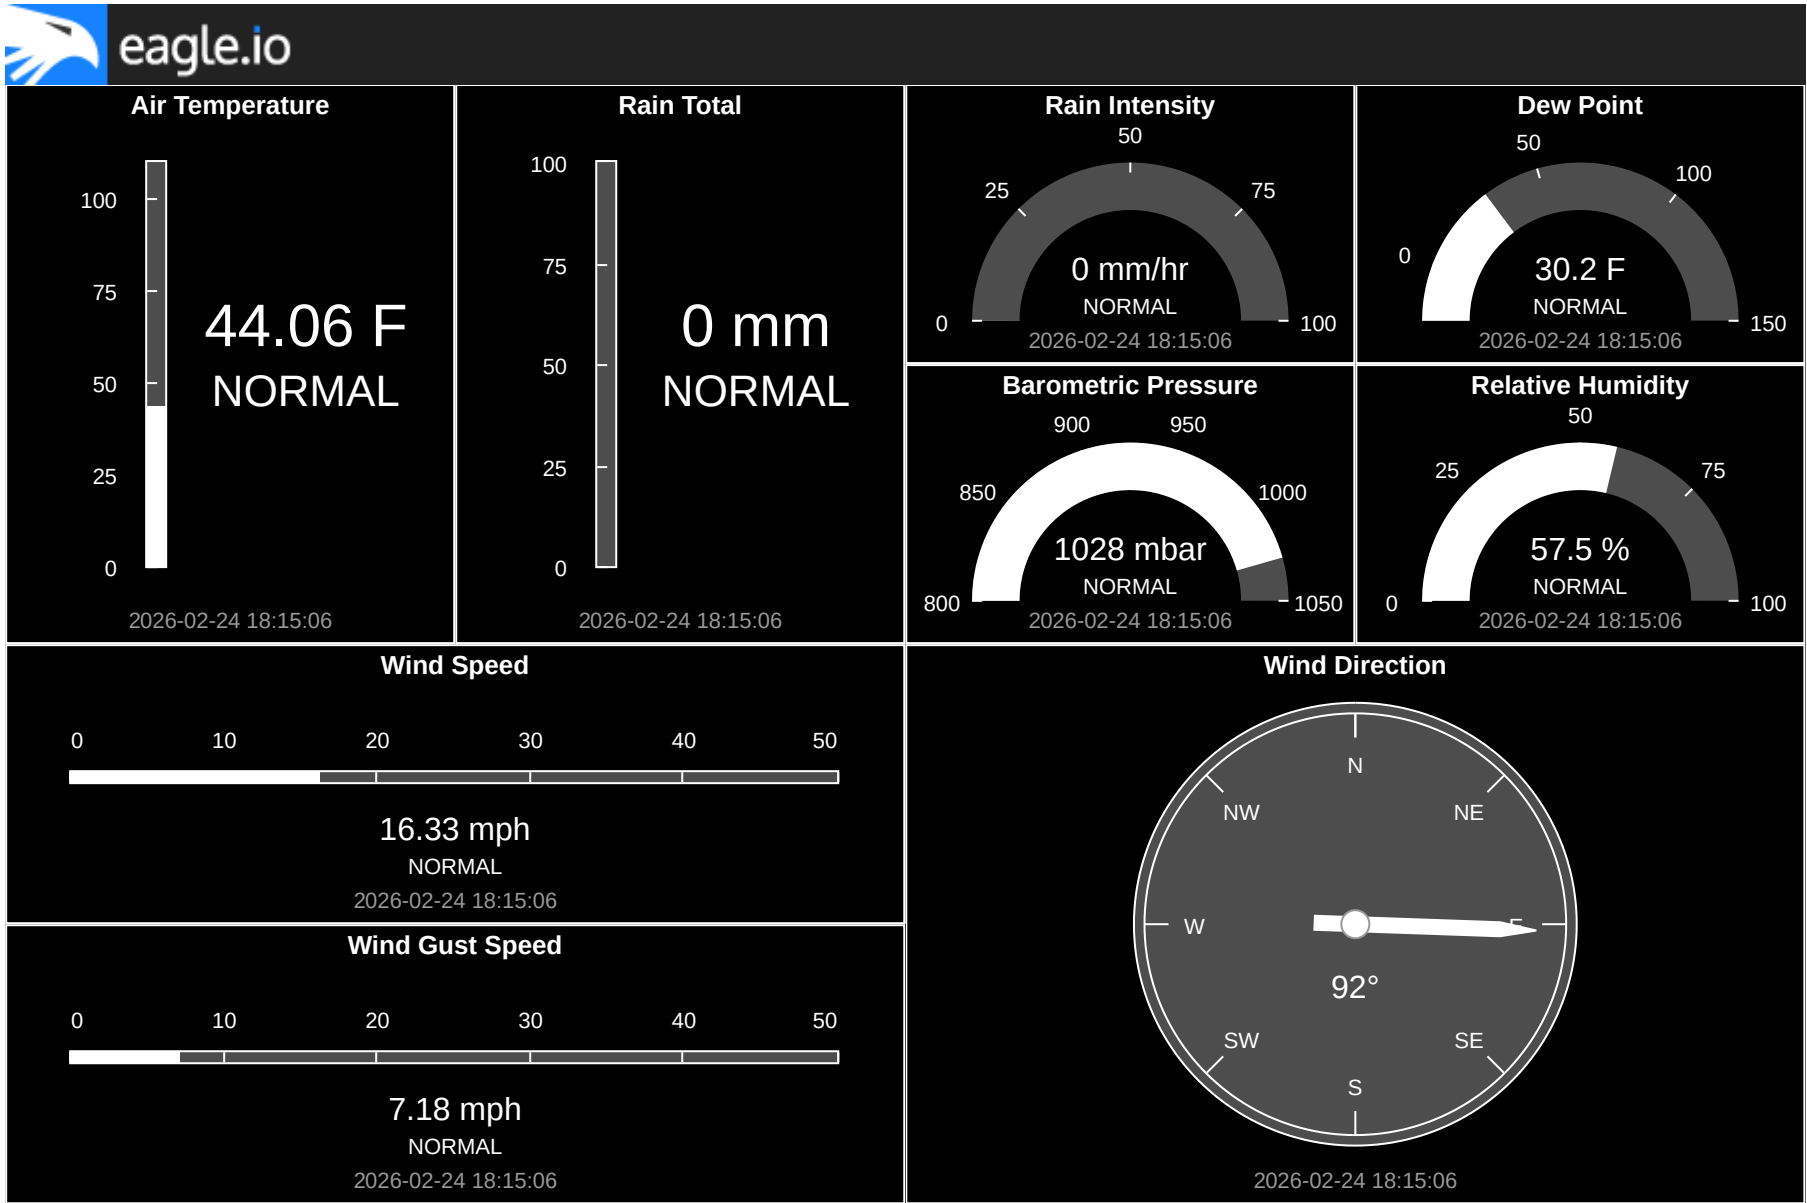 eagle.io
Air Temperature
100
75
50
25
0
44.06 F
NORMAL
2026-02-24 18:15:06
Rain Total
100
75
50
25
0
0 mm
NORMAL
2026-02-24 18:15:06
Rain Intensity
50
25
75
0
100
0 mm/hr
NORMAL
2026-02-24 18:15:06
Dew Point
50
100
0
150
30.2 F
NORMAL
2026-02-24 18:15:06
Barometric Pressure
900
950
850
1000
800
1050
1028 mbar
NORMAL
2026-02-24 18:15:06
Relative Humidity
50
25
75
0
100
57.5 %
NORMAL
2026-02-24 18:15:06
Wind Speed
0 10 20 30 40 50
16.33 mph
NORMAL
2026-02-24 18:15:06
Wind Gust Speed
0 10 20 30 40 50
7.18 mph
NORMAL
2026-02-24 18:15:06
Wind Direction
N
NW
NE
W
E
92°
SW
SE
S
2026-02-24 18:15:06